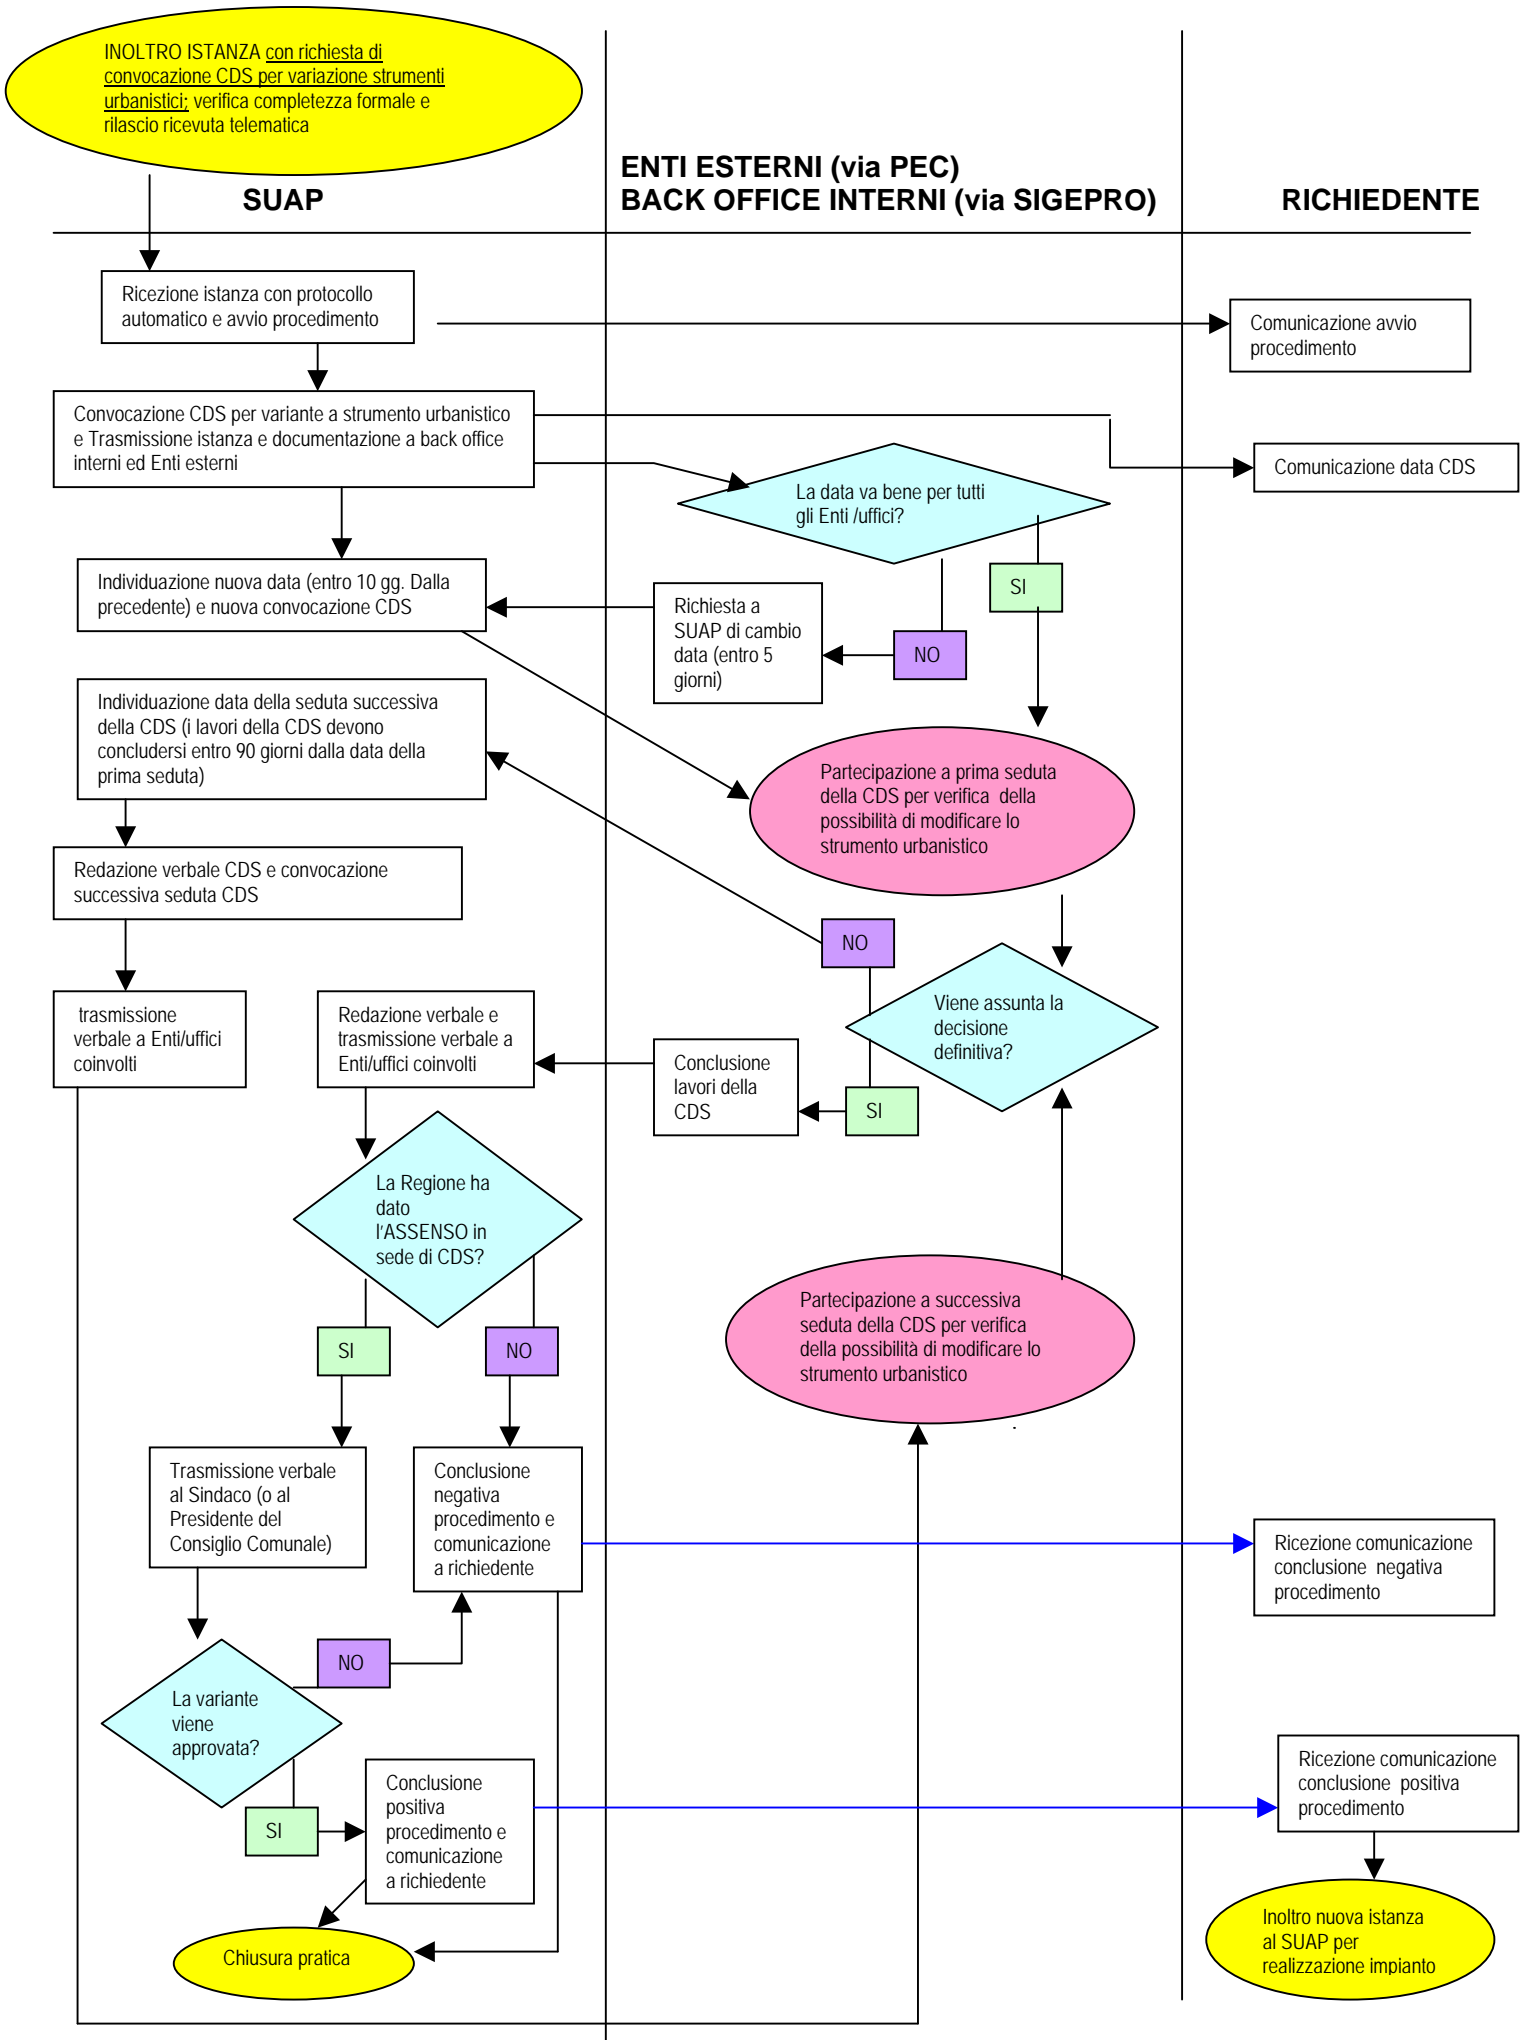 INOLTRO ISTANZA con richiesta di
convocazione CDS per variazione strumenti
urbanistici; verifica completezza formale e
rilascio ricevuta telematica
SUAP
ENTI ESTERNI (via PEC)
BACK OFFICE INTERNI (via SIGEPRO)
RICHIEDENTE
Ricezione istanza con protocollo
automatico e avvio procedimento
Comunicazione avvio
procedimento
Convocazione CDS per variante a strumento urbanistico
e Trasmissione istanza e documentazione a back office
interni ed Enti esterni
La data va bene per tutti
gli Enti /uffici?
Comunicazione data CDS
Individuazione nuova data (entro 10 gg. Dalla
precedente) e nuova convocazione CDS
Richiesta a
SUAP di cambio
data (entro 5
giorni)
NO
SI
Individuazione data della seduta successiva
della CDS (i lavori della CDS devono
concludersi entro 90 giorni dalla data della
prima seduta)
Partecipazione a prima seduta
della CDS per verifica  della
possibilità di modificare lo
strumento urbanistico
Redazione verbale CDS e convocazione
successiva seduta CDS
NO
trasmissione
verbale a Enti/uffici
coinvolti
Redazione verbale e
trasmissione verbale a
Enti/uffici coinvolti
Conclusione
lavori della
CDS
SI
Viene assunta la
decisione
definitiva?
La Regione ha
dato
l'ASSENSO in
sede di CDS?
SI
NO
Partecipazione a successiva
seduta della CDS per verifica
della possibilità di modificare lo
strumento urbanistico
Trasmissione verbale
al Sindaco (o al
Presidente del
Consiglio Comunale)
Conclusione
negativa
procedimento e
comunicazione
a richiedente
Ricezione comunicazione
conclusione  negativa
procedimento
NO
La variante
viene
approvata?
SI
Conclusione
positiva
procedimento e
comunicazione
a richiedente
Ricezione comunicazione
conclusione  positiva
procedimento
Chiusura pratica
Inoltro nuova istanza
al SUAP per
realizzazione impianto